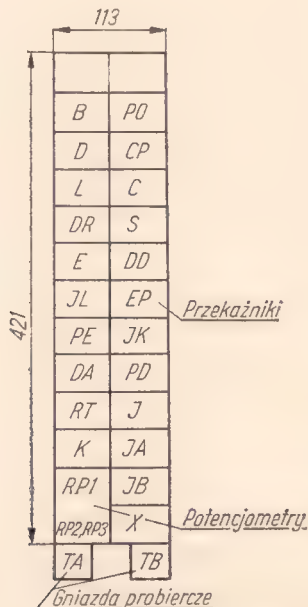 113
421
B PO
D CP
L C
DR S
E DD
JL EP
Przekaźniki
PE JK
DA PD
RT J
K JA
RP1 JB
RP2,RP3 X
Potencjometry
TA TB
Gniazda probiercze